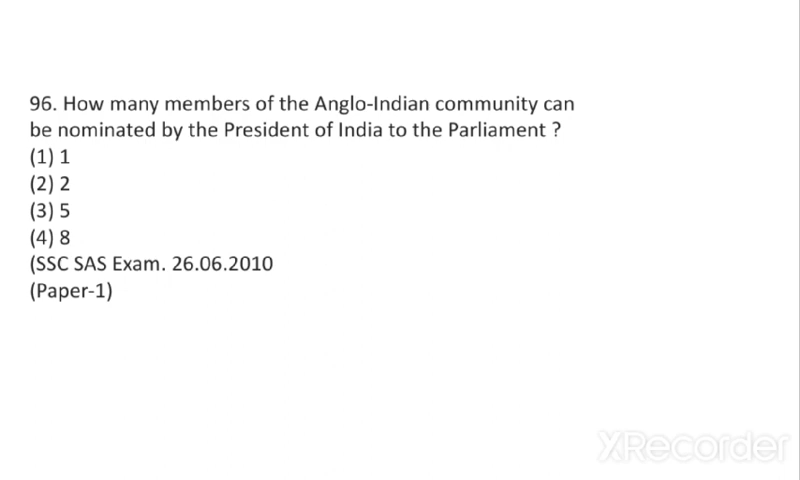 96. How many members of the Anglo-Indian community can
be nominated by the President of India to the Parliament ?
(1) 1
(2) 2
(3) 5
(4) 8
(SSC SAS Exam. 26.06.2010
(Paper-1)
XRecorder